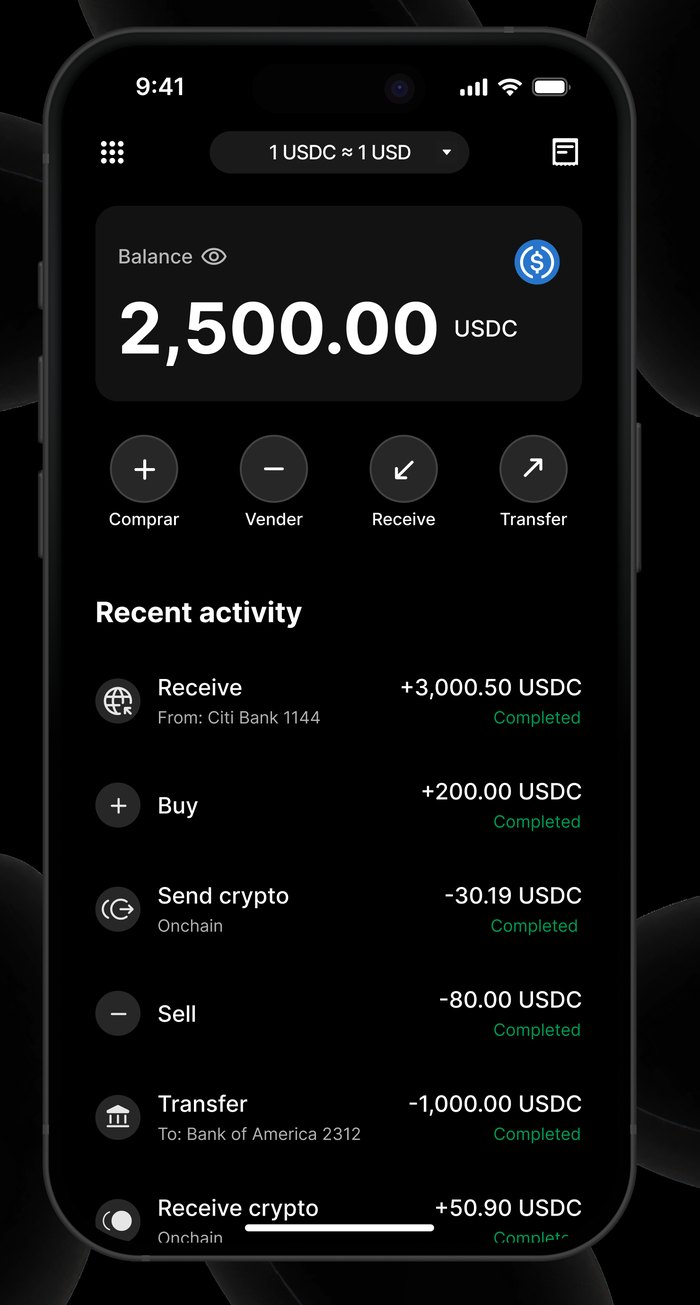 9:41
1 USDC ≈ 1 USD
Balance
2,500.00 USDC
Comprar Vender Receive Transfer
Recent activity
Receive +3,000.50 USDC
From: Citi Bank 1144 Completed
Buy +200.00 USDC
Completed
Send crypto -30.19 USDC
Onchain Completed
Sell -80.00 USDC
Completed
Transfer -1,000.00 USDC
To: Bank of America 2312 Completed
Receive crypto +50.90 USDC
Onchain Completed